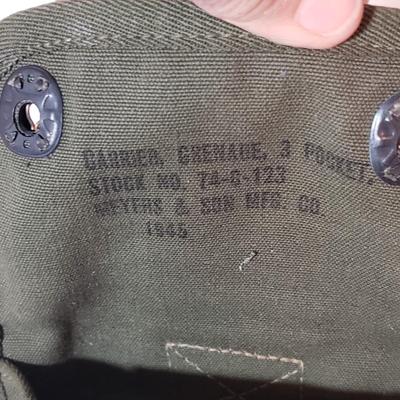 CARRIER, GRENADE, 3 POCKET,
STOCK NO. 74-C-123
MEYERS & SON MFG. CO.
1945